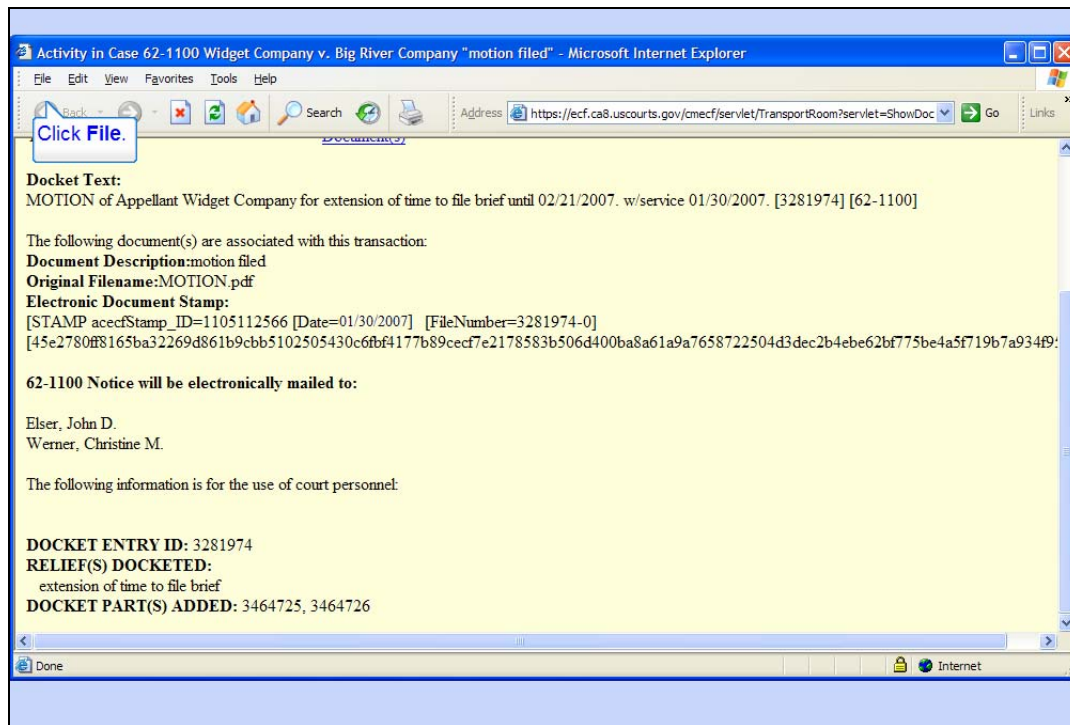 Activity in Case 62-1100 Widget Company v. Big River Company "motion filed" - Microsoft Internet Explorer
File Edit View Favorites Tools Help
Back Search Address https://ecf.ca8.uscourts.gov/cmecf/servlet/TransportRoom?servlet=ShowDoc Go Links »
Click File.
Document(s)
Docket Text:
MOTION of Appellant Widget Company for extension of time to file brief until 02/21/2007. w/service 01/30/2007. [3281974] [62-1100]
The following document(s) are associated with this transaction:
Document Description:motion filed
Original Filename:MOTION.pdf
Electronic Document Stamp:
[STAMP acecfStamp_ID=1105112566 [Date=01/30/2007] [FileNumber=3281974-0]
[45e2780ff8165ba32269d861b9cbb5102505430c6fbf4177b89cecf7e2178583b506d400ba8a61a9a7658722504d3dec2b4ebe62bf775be4a5f719b7a934f95
62-1100 Notice will be electronically mailed to:
Elser, John D.
Werner, Christine M.
The following information is for the use of court personnel:
DOCKET ENTRY ID: 3281974
RELIEF(S) DOCKETED:
extension of time to file brief
DOCKET PART(S) ADDED: 3464725, 3464726
Done Internet